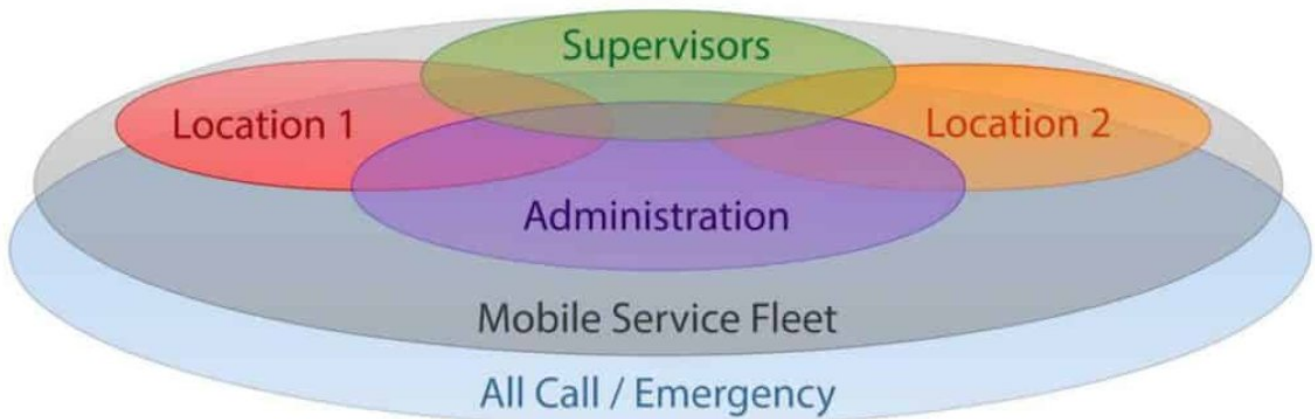 Supervisors
Location 1
Location 2
Administration
Mobile Service Fleet
All Call / Emergency